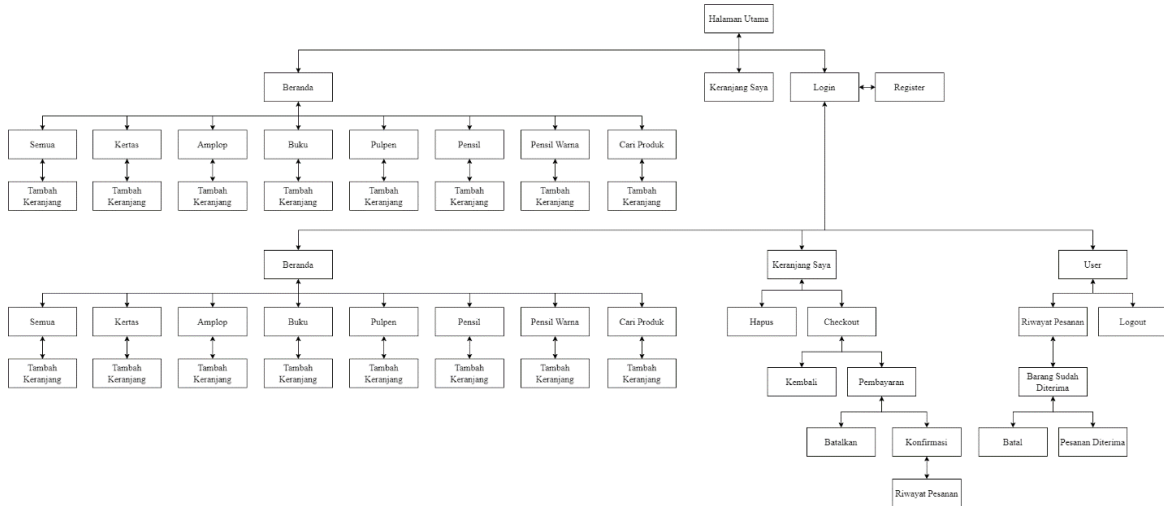 Halaman Utama
Beranda
Keranjang Saya
Login
Register
Semua
Kertas
Amplop
Buku
Pulpen
Pensil
Pensil Warna
Cari Produk
Tambah
Keranjang
Tambah
Keranjang
Tambah
Keranjang
Tambah
Keranjang
Tambah
Keranjang
Tambah
Keranjang
Tambah
Keranjang
Tambah
Keranjang
Beranda
Keranjang Saya
User
Semua
Kertas
Amplop
Buku
Pulpen
Pensil
Pensil Warna
Cari Produk
Hapus
Checkout
Riwayat Pesanan
Logout
Tambah
Keranjang
Tambah
Keranjang
Tambah
Keranjang
Tambah
Keranjang
Tambah
Keranjang
Tambah
Keranjang
Tambah
Keranjang
Tambah
Keranjang
Kembali
Pembayaran
Barang Sudah
Diterima
Batalkan
Konfirmasi
Batal
Pesanan Diterima
Riwayat Pesanan